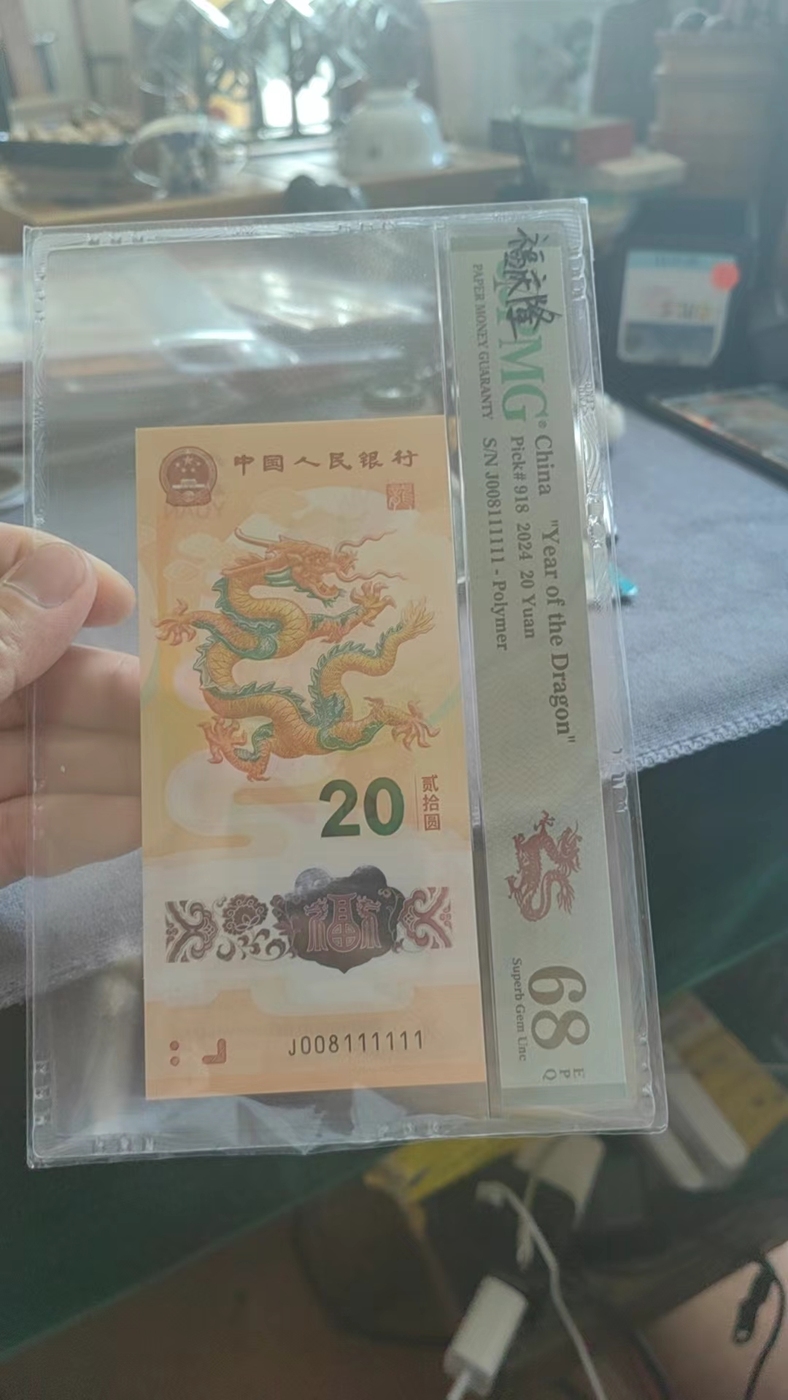 中国人民银行
20
贰拾圆
福
J008111111
PMG®
PAPER MONEY GUARANTY
China "Year of the Dragon"
Pick# 918 2024 20 Yuan
S/N J008111111 - Polymer
68
EPQ
Superb Gem Unc